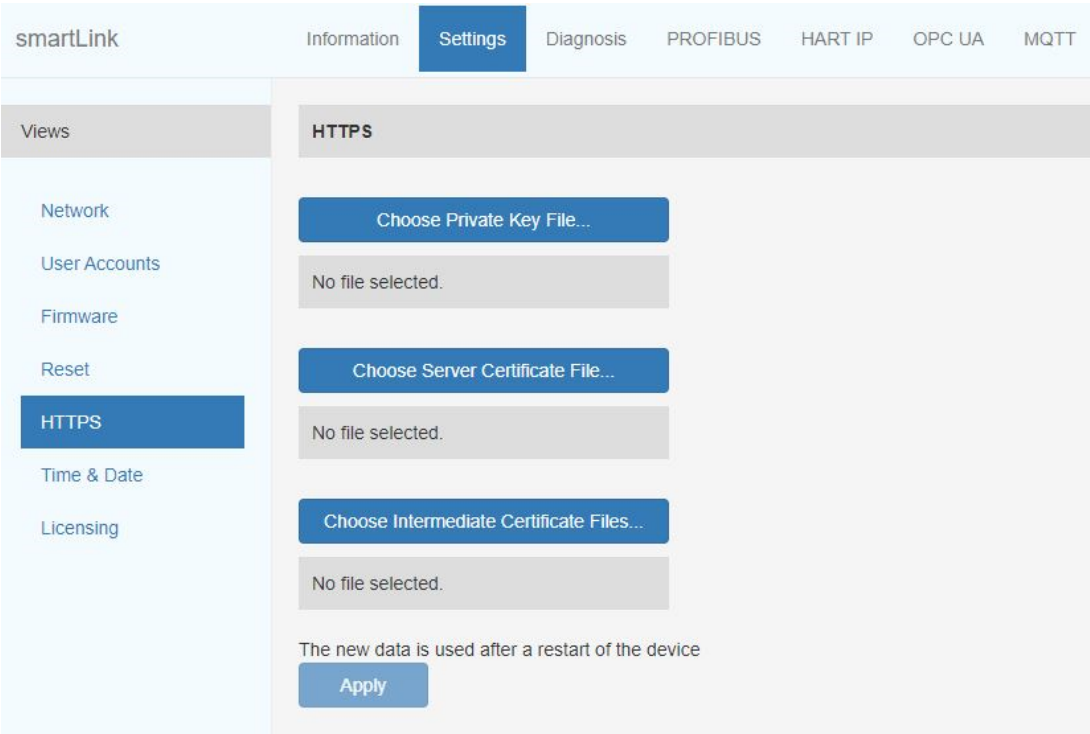 smartLink Information Settings Diagnosis PROFIBUS HART IP OPC UA MQTT
Views
Network
User Accounts
Firmware
Reset
HTTPS
Time & Date
Licensing
HTTPS
Choose Private Key File...
No file selected.
Choose Server Certificate File...
No file selected.
Choose Intermediate Certificate Files...
No file selected.
The new data is used after a restart of the device
Apply